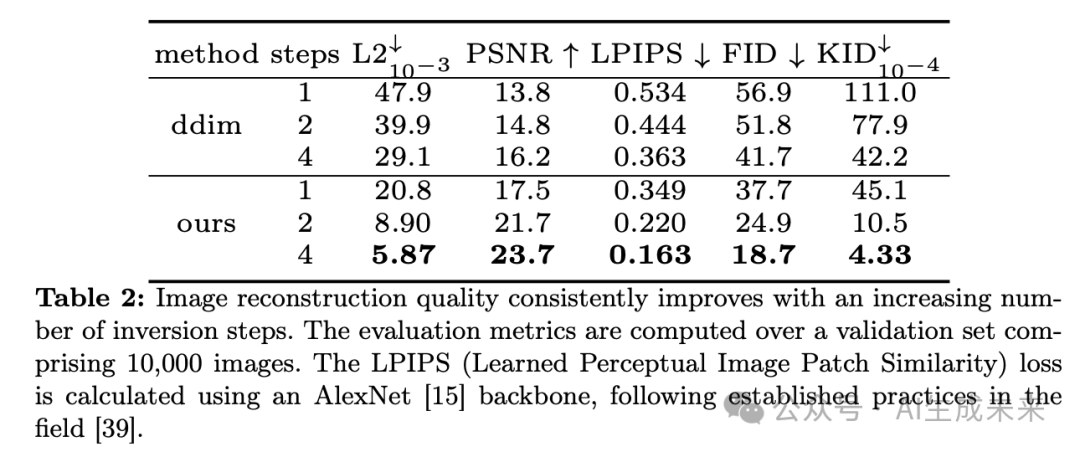 method steps L2↓10−3 PSNR ↑ LPIPS ↓ FID ↓ KID↓10−4
1 47.9 13.8 0.534 56.9 111.0
ddim 2 39.9 14.8 0.444 51.8 77.9
4 29.1 16.2 0.363 41.7 42.2
1 20.8 17.5 0.349 37.7 45.1
ours 2 8.90 21.7 0.220 24.9 10.5
4 5.87 23.7 0.163 18.7 4.33
Table 2: Image reconstruction quality consistently improves with an increasing num-
ber of inversion steps. The evaluation metrics are computed over a validation set com-
prising 10,000 images. The LPIPS (Learned Perceptual Image Patch Similarity) loss
is calculated using an AlexNet [15] backbone, following established practices in the
field [39].
公众号 · AI生成未来